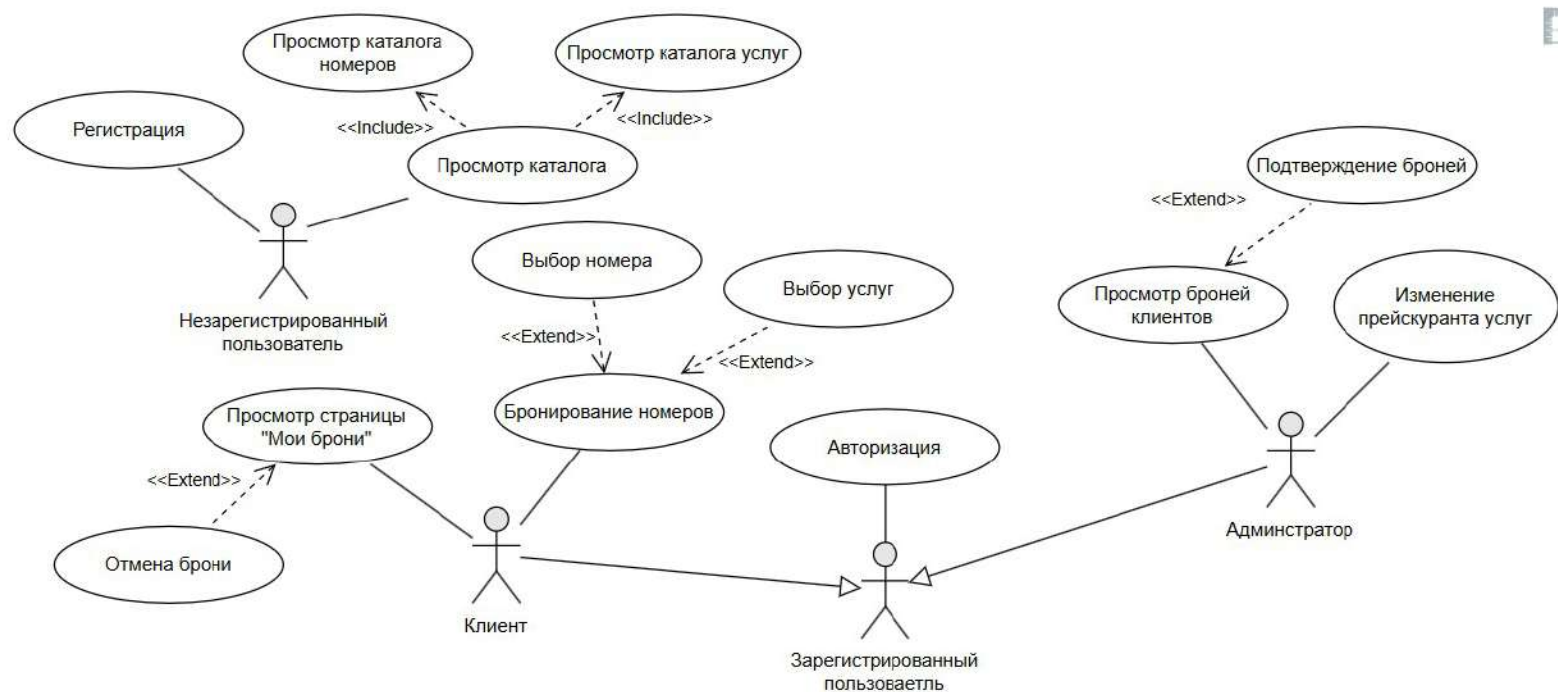 Просмотр каталога
номеров
Просмотр каталога услуг
<<Include>>
<<Include>>
Регистрация
Просмотр каталога
Подтверждение броней
<<Extend>>
Незарегистрированный
пользователь
Выбор номера
Выбор услуг
<<Extend>>
<<Extend>>
Просмотр броней
клиентов
Изменение
прейскуранта услуг
Просмотр страницы
"Мои брони"
Бронирование номеров
Авторизация
<<Extend>>
Отмена брони
Клиент
Админстратор
Зарегистрированный
пользоваетль